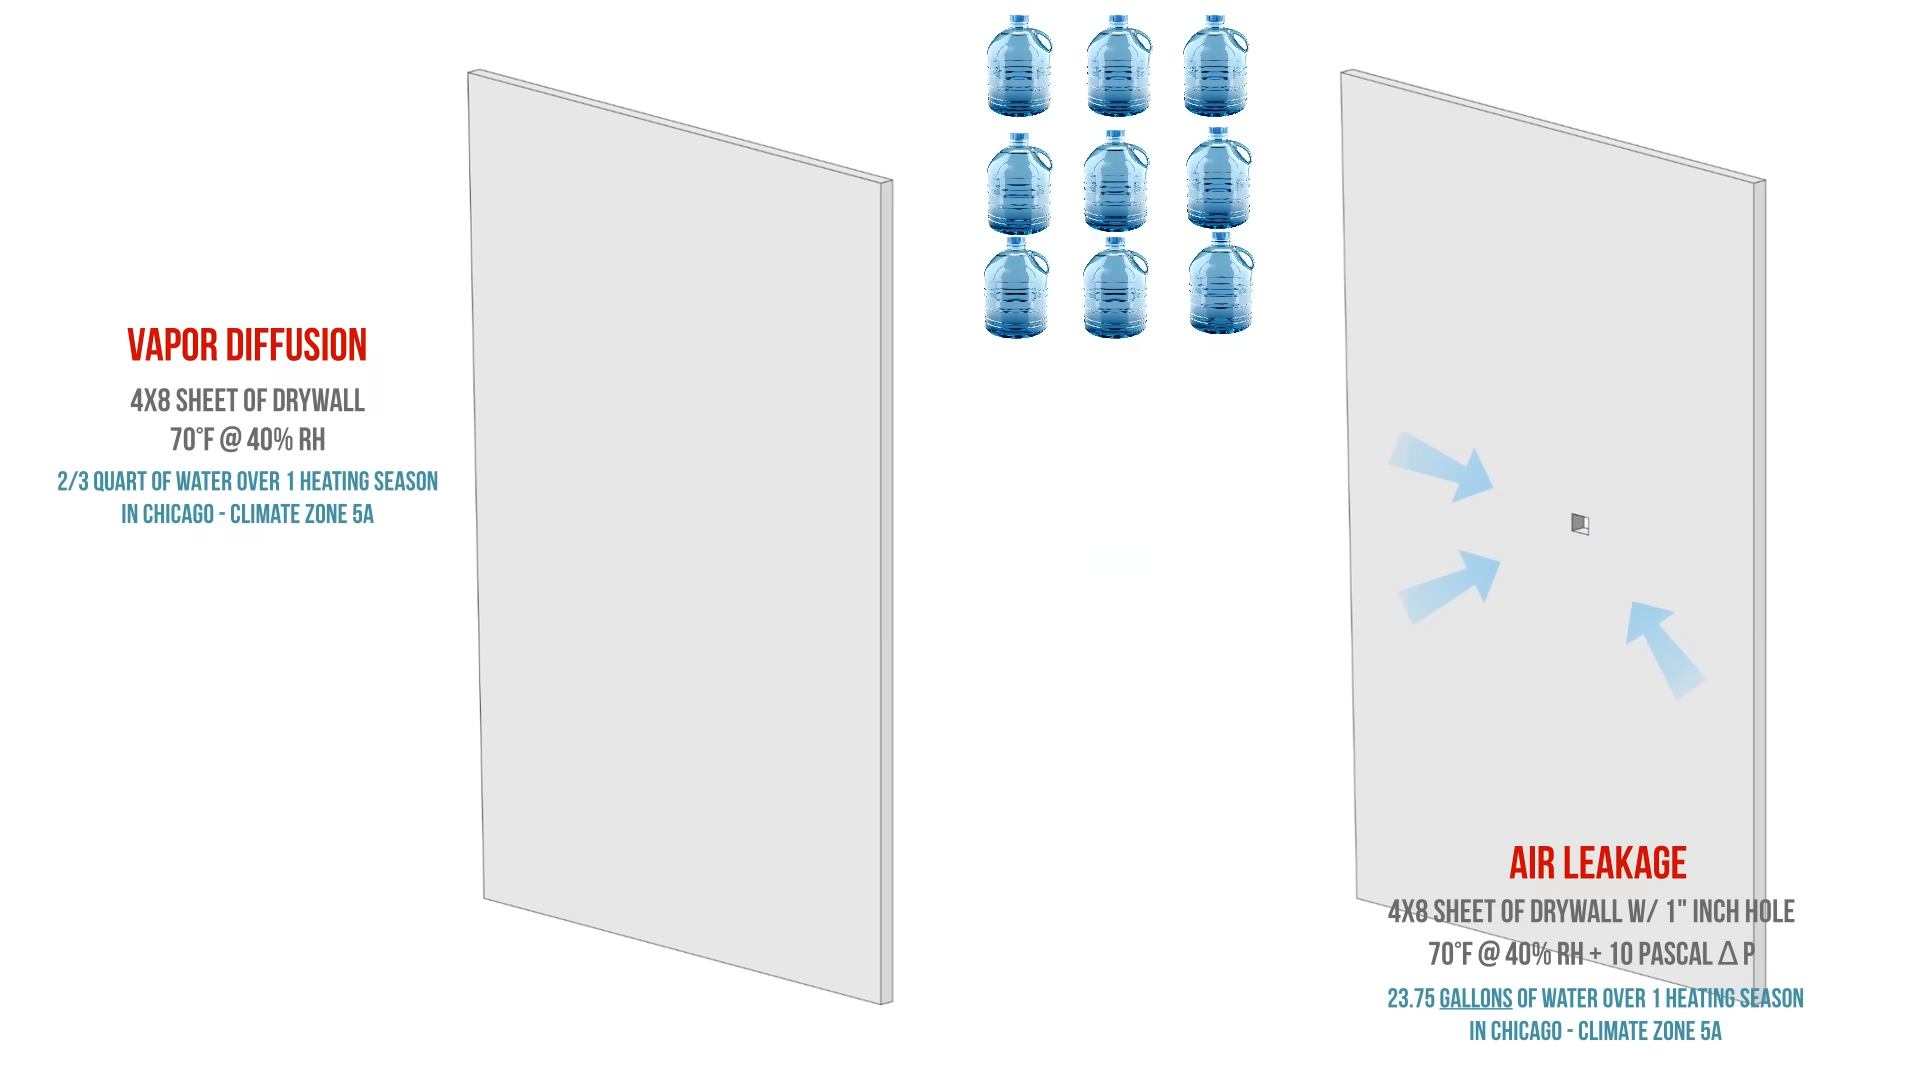 VAPOR DIFFUSION
4X8 SHEET OF DRYWALL
70°F @ 40% RH
2/3 QUART OF WATER OVER 1 HEATING SEASON
IN CHICAGO - CLIMATE ZONE 5A
AIR LEAKAGE
4X8 SHEET OF DRYWALL W/ 1" INCH HOLE
70°F @ 40% RH + 10 PASCAL Δ P
23.75 GALLONS OF WATER OVER 1 HEATING SEASON
IN CHICAGO - CLIMATE ZONE 5A